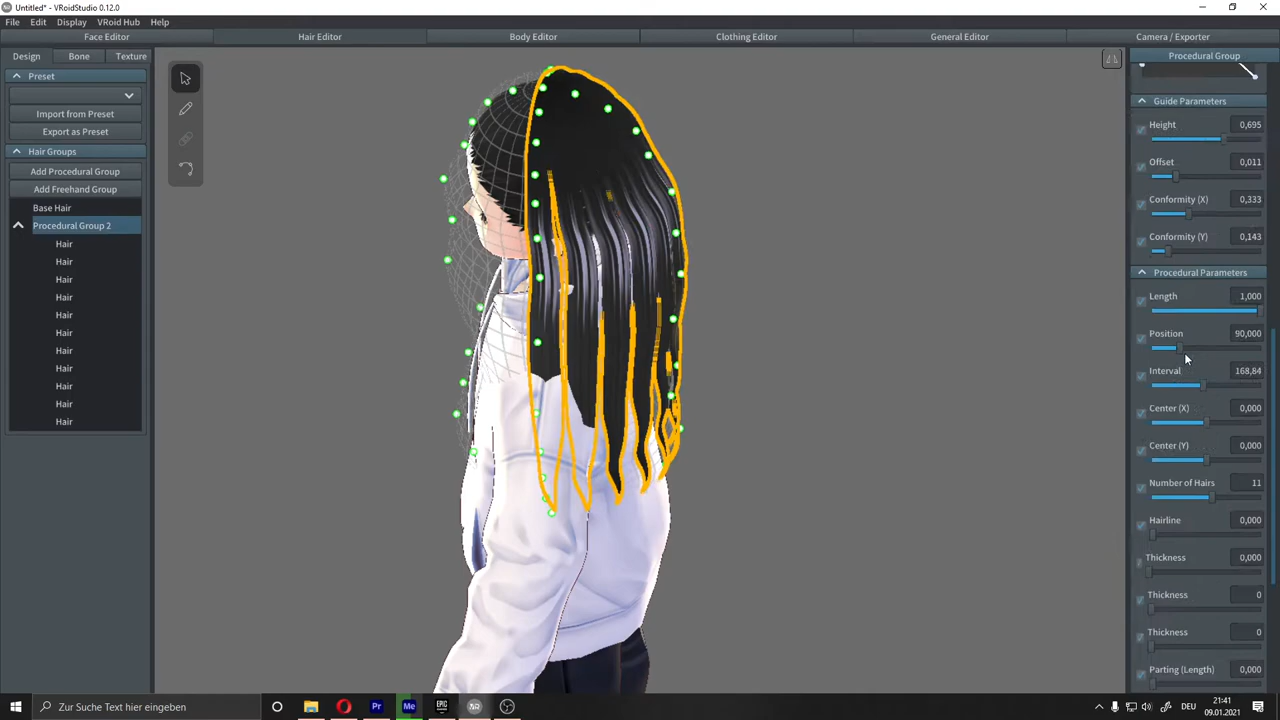 Untitled* - VRoidStudio 0.12.0
File Edit Display VRoid Hub Help
Face Editor Hair Editor Body Editor Clothing Editor General Editor Camera / Exporter
Design Bone Texture
Preset
Import from Preset
Export as Preset
Hair Groups
Add Procedural Group
Add Freehand Group
Base Hair
Procedural Group 2
Hair
Hair
Hair
Hair
Hair
Hair
Hair
Hair
Hair
Hair
Hair
Procedural Group
Guide Parameters
Height 0,695
Offset 0,011
Conformity (X) 0,333
Conformity (Y) 0,143
Procedural Parameters
Length 1,000
Position 90,000
Interval 168,84
Center (X) 0,000
Center (Y) 0,000
Number of Hairs 11
Hairline 0,000
Thickness 0,000
Thickness 0
Thickness 0
Parting (Length) 0,000
Zur Suche Text hier eingeben
Pr Me EPIC
DEU
21:41
09.01.2021